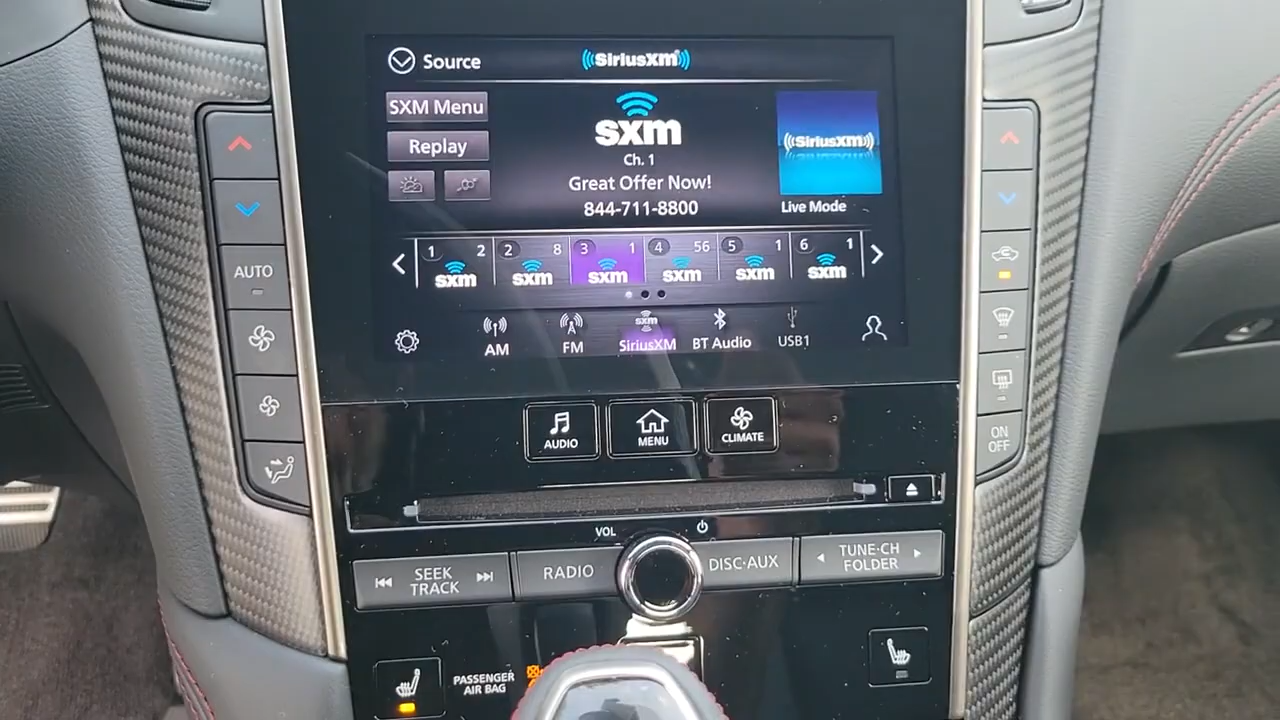 Source
SiriusXM
SXM Menu
Replay
sxm
Ch. 1
Great Offer Now!
844-711-8800
SiriusXM
Live Mode
1 2 2 8 3 1 4 56 5 1 6 1
sxm sxm sxm sxm sxm sxm
sxm
AM FM SiriusXM BT Audio USB1
AUTO
ON
OFF
AUDIO MENU CLIMATE
VOL
SEEK
TRACK
RADIO
DISC·AUX
TUNE·CH
FOLDER
PASSENGER
AIR BAG